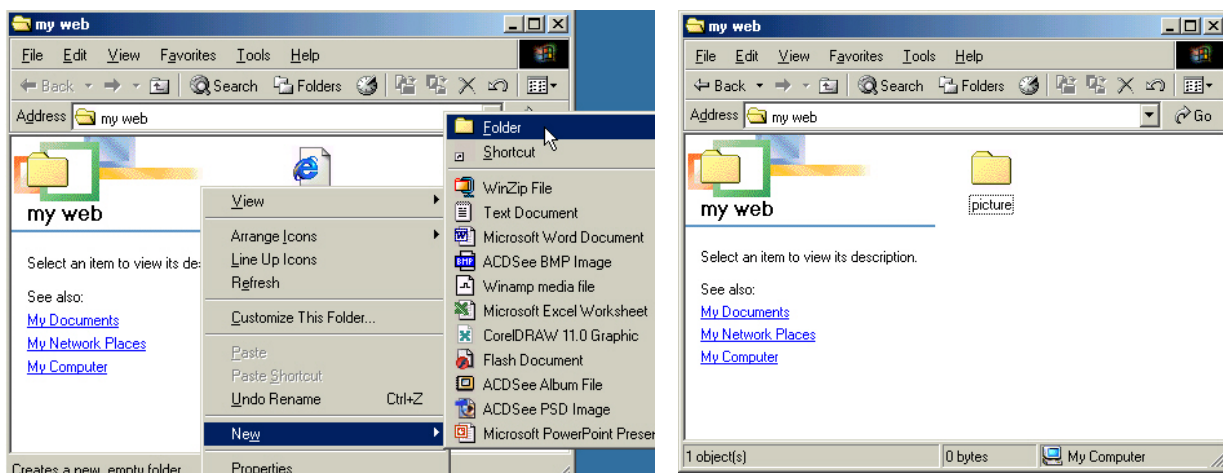 my web
File Edit View Favorites Tools Help
Back Search Folders
Address my web
my web
Select an item to view its de
See also:
My Documents
My Network Places
My Computer
Creates a new, empty folder
View
Arrange Icons
Line Up Icons
Refresh
Customize This Folder...
Paste
Paste Shortcut
Undo Rename Ctrl+Z
New
Properties
Folder
Shortcut
WinZip File
Text Document
Microsoft Word Document
BMP ACDSee BMP Image
Winamp media file
Microsoft Excel Worksheet
CorelDRAW 11.0 Graphic
Flash Document
ACDSee Album File
ACDSee PSD Image
Microsoft PowerPoint Presen
my web
File Edit View Favorites Tools Help
Back Search Folders
Address my web Go
my web
picture
Select an item to view its description.
See also:
My Documents
My Network Places
My Computer
1 object(s) 0 bytes My Computer